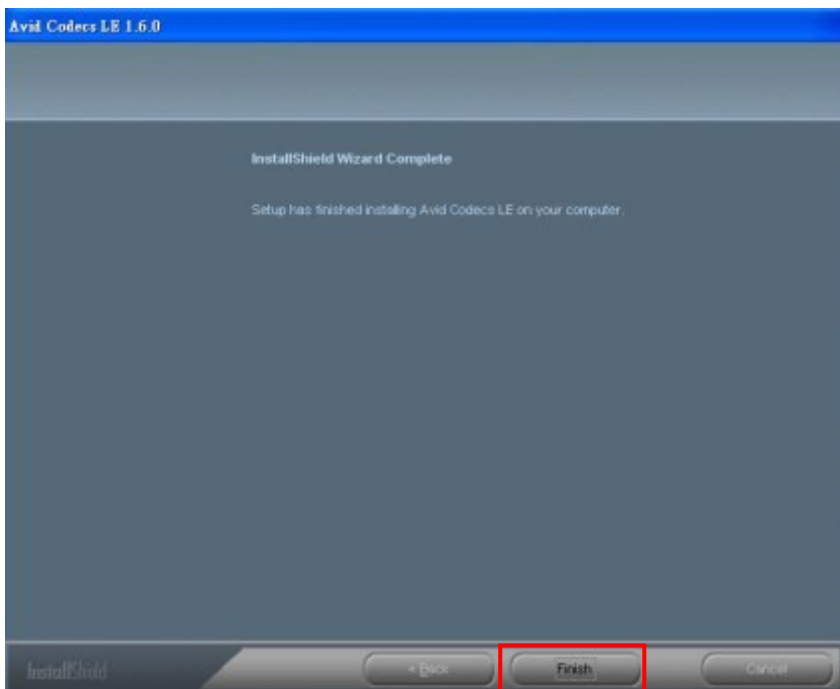 Avid Codecs LE 1.6.0
InstallShield Wizard Complete
Setup has finished installing Avid Codecs LE on your computer.
InstallShield
< Back
Finish
Cancel